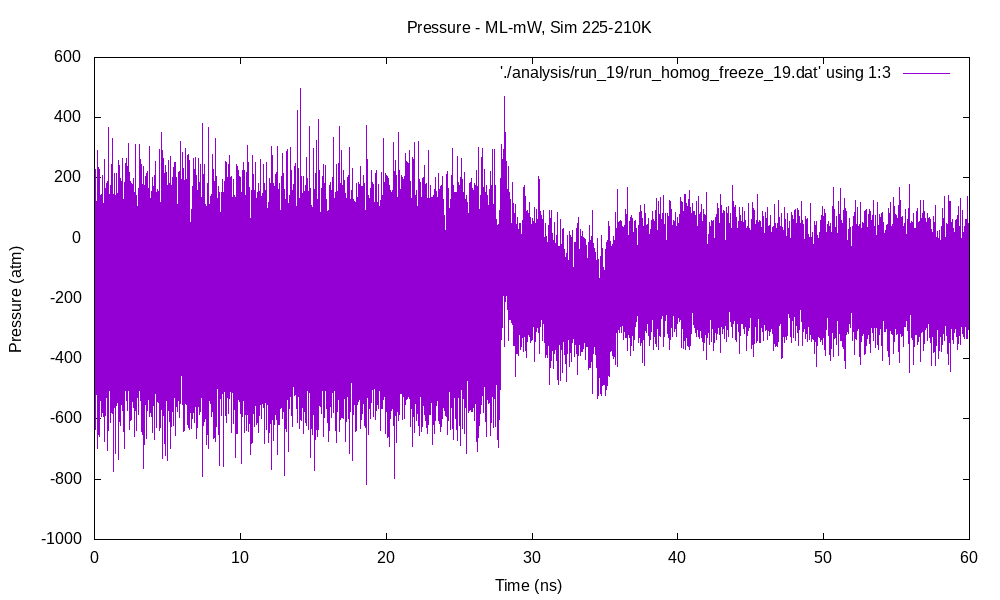 Pressure - ML-mW, Sim 225-210K
'./analysis/run_19/run_homog_freeze_19.dat' using 1:3
600
400
200
0
-200
-400
-600
-800
-1000
Pressure (atm)
0 10 20 30 40 50 60
Time (ns)